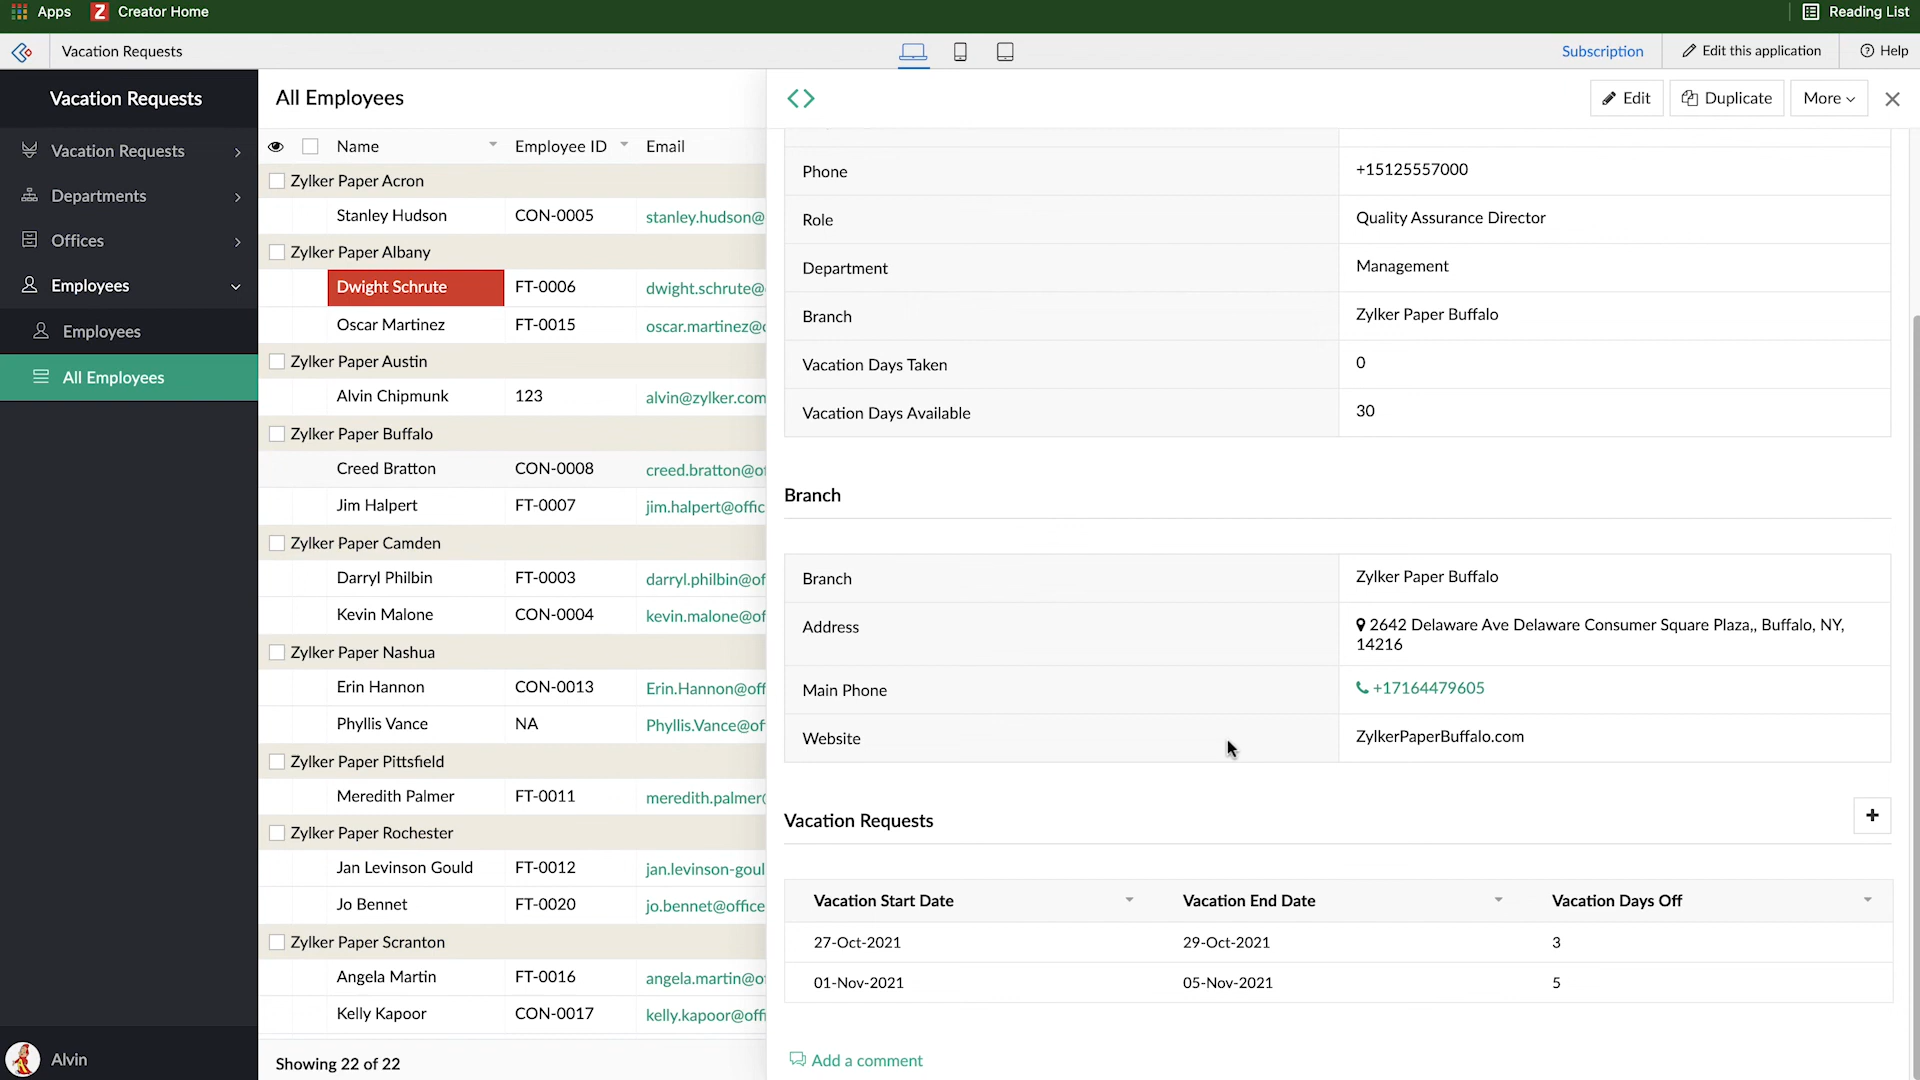 Apps
Creator Home
Reading List
Vacation Requests
Subscription
Edit this application
Help
Vacation Requests
Vacation Requests
Departments
Offices
Employees
Employees
All Employees
Alvin
All Employees
Name Employee ID Email
Zylker Paper Acron
Stanley Hudson CON-0005 stanley.hudson@
Zylker Paper Albany
Dwight Schrute FT-0006 dwight.schrute@
Oscar Martinez FT-0015 oscar.martinez@
Zylker Paper Austin
Alvin Chipmunk 123 alvin@zylker.com
Zylker Paper Buffalo
Creed Bratton CON-0008 creed.bratton@of
Jim Halpert FT-0007 jim.halpert@offic
Zylker Paper Camden
Darryl Philbin FT-0003 darryl.philbin@of
Kevin Malone CON-0004 kevin.malone@of
Zylker Paper Nashua
Erin Hannon CON-0013 Erin.Hannon@off
Phyllis Vance NA Phyllis.Vance@of
Zylker Paper Pittsfield
Meredith Palmer FT-0011 meredith.palmer
Zylker Paper Rochester
Jan Levinson Gould FT-0012 jan.levinson-goul
Jo Bennet FT-0020 jo.bennet@office
Zylker Paper Scranton
Angela Martin FT-0016 angela.martin@o
Kelly Kapoor CON-0017 kelly.kapoor@offi
Showing 22 of 22
Edit
Duplicate
More
Phone +15125557000
Role Quality Assurance Director
Department Management
Branch Zylker Paper Buffalo
Vacation Days Taken 0
Vacation Days Available 30
Branch
Branch Zylker Paper Buffalo
Address 2642 Delaware Ave Delaware Consumer Square Plaza,, Buffalo, NY,
14216
Main Phone +17164479605
Website ZylkerPaperBuffalo.com
Vacation Requests
Vacation Start Date Vacation End Date Vacation Days Off
27-Oct-2021 29-Oct-2021 3
01-Nov-2021 05-Nov-2021 5
Add a comment